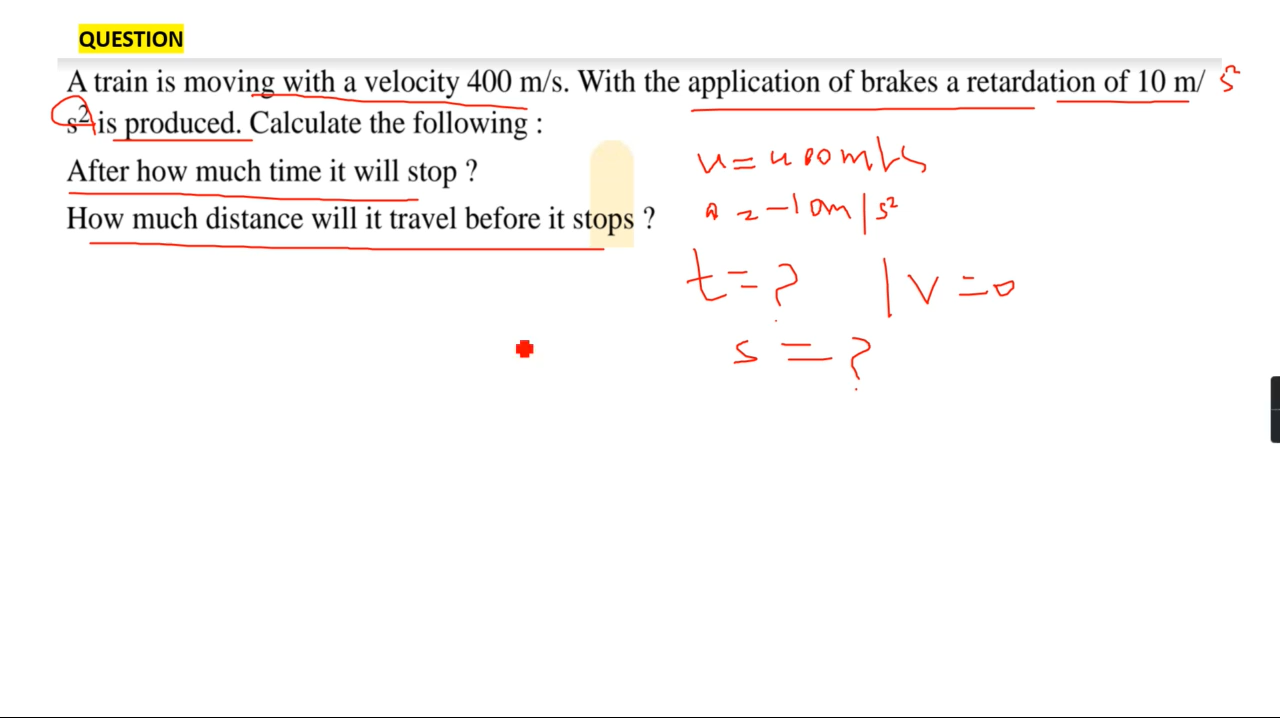 QUESTION
A train is moving with a velocity 400 m/s. With the application of brakes a retardation of 10 m/ s²
s² is produced. Calculate the following :
After how much time it will stop ?
How much distance will it travel before it stops ?
u = 400 m/s
a = -10m/s²
t = ? | v = 0
s = ?